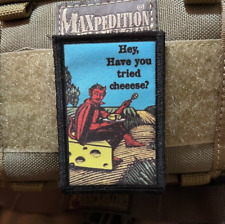 MAXPEDITION
Hey,
Have you
tried
cheeese?